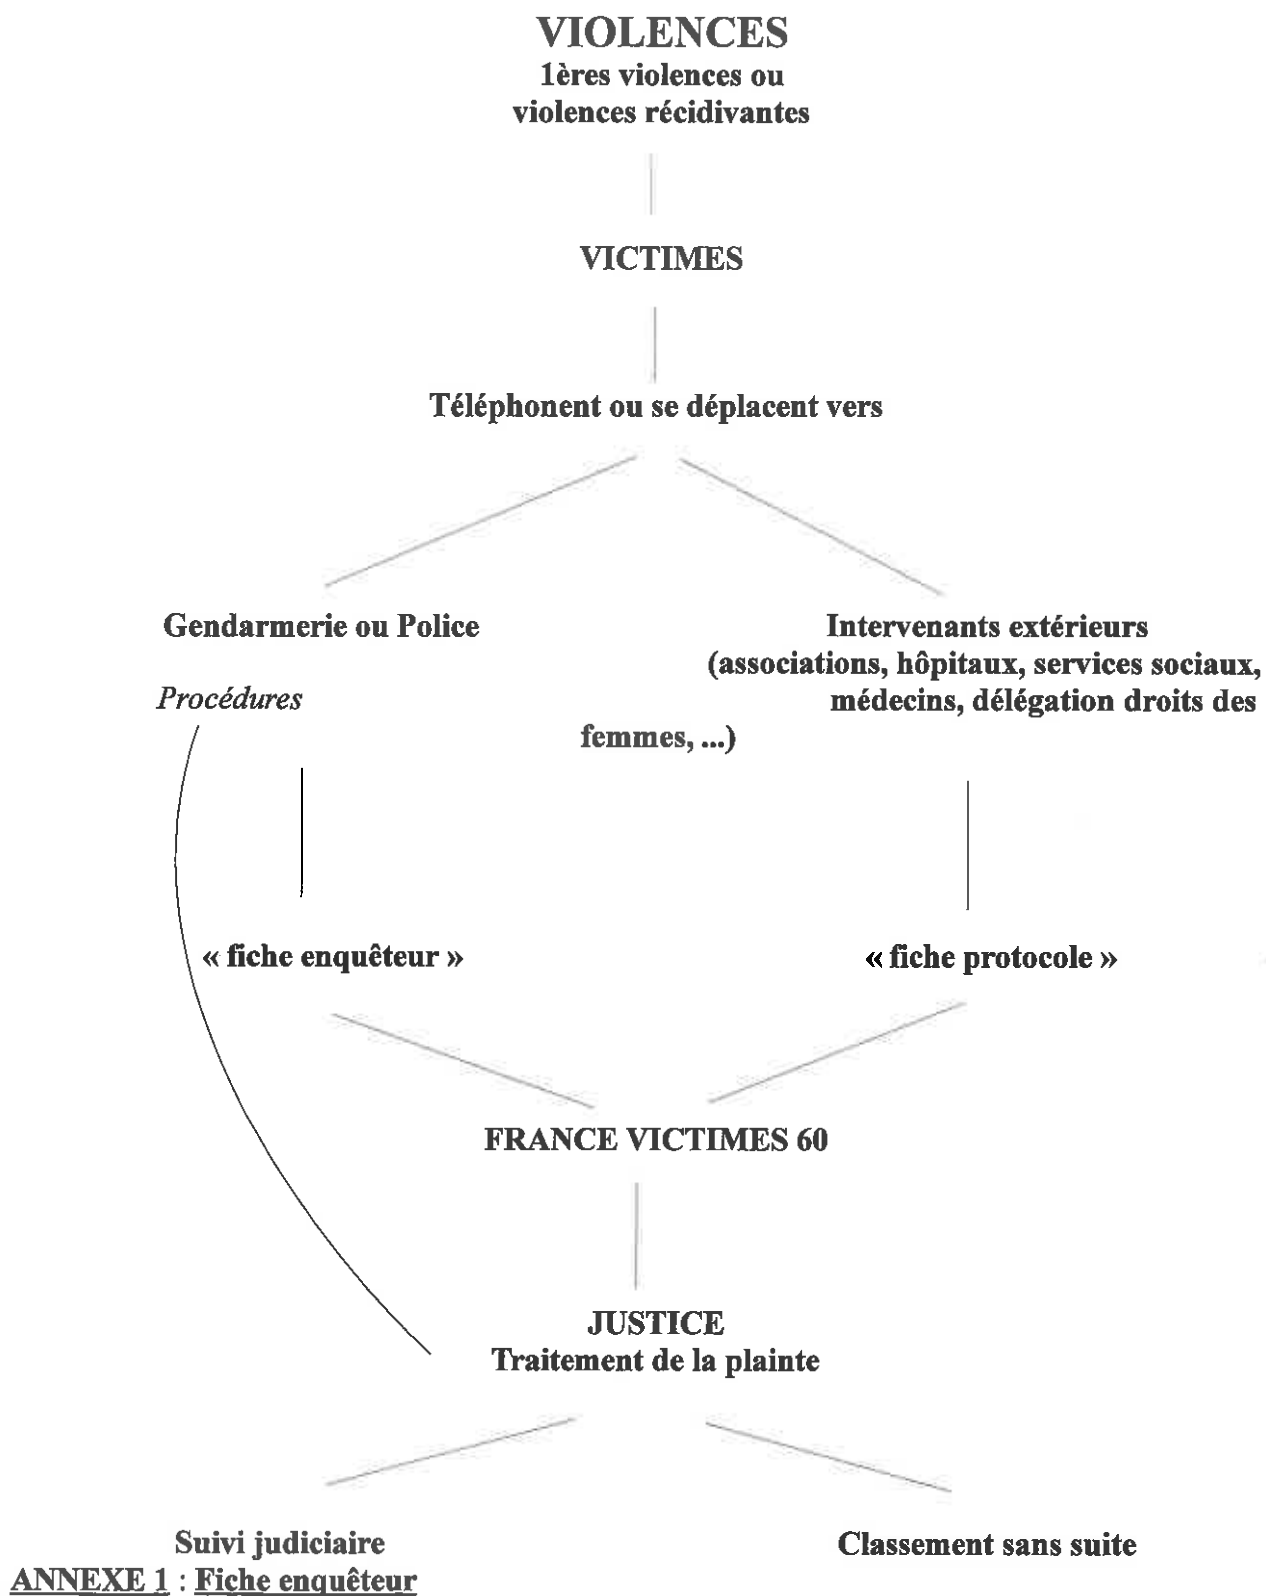 VIOLENCES
1ères violences ou
violences récidivantes
VICTIMES
Téléphonent ou se déplacent vers
Gendarmerie ou Police
Intervenants extérieurs
(associations, hôpitaux, services sociaux,
Procédures
médecins, délégation droits des
femmes, ...)
« fiche enquêteur »
« fiche protocole »
FRANCE VICTIMES 60
JUSTICE
Traitement de la plainte
Suivi judiciaire
Classement sans suite
ANNEXE 1 : Fiche enquêteur